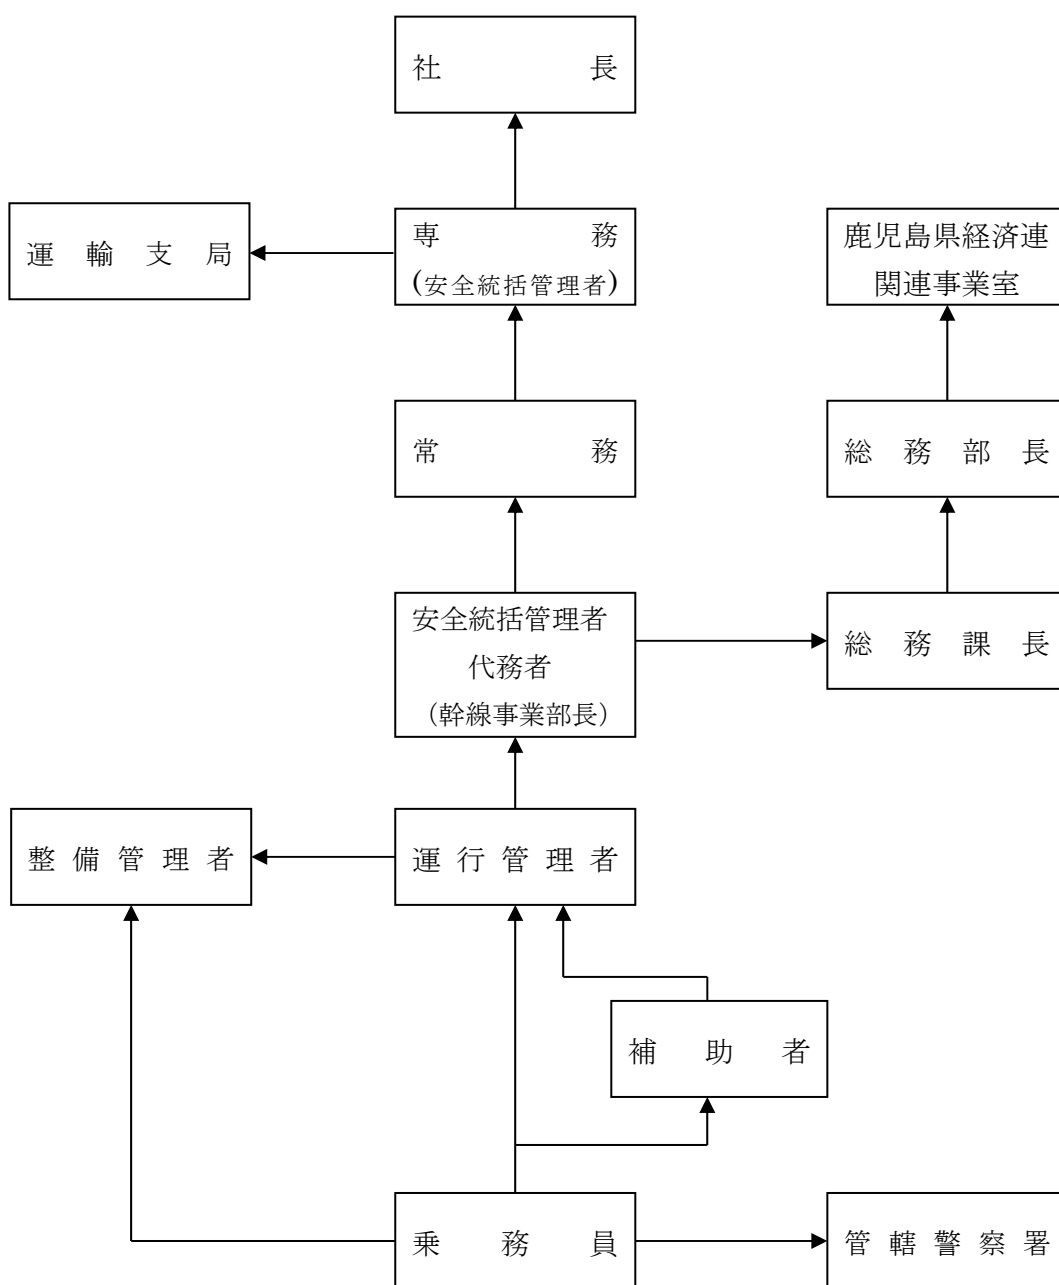 社長
運輸支局
専務
(安全統括管理者)
鹿児島県経済連
関連事業室
常務
総務部長
安全統括管理者
代務者
（幹線事業部長）
総務課長
整備管理者
運行管理者
補助者
乗務員
管轄警察署